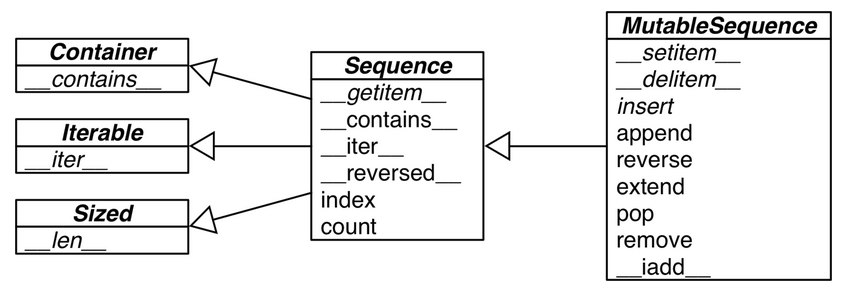 Container
__contains__
Iterable
__iter__
Sized
__len__
Sequence
__getitem__
__contains__
__iter__
__reversed__
index
count
MutableSequence
__setitem__
__delitem__
insert
append
reverse
extend
pop
remove
__iadd__